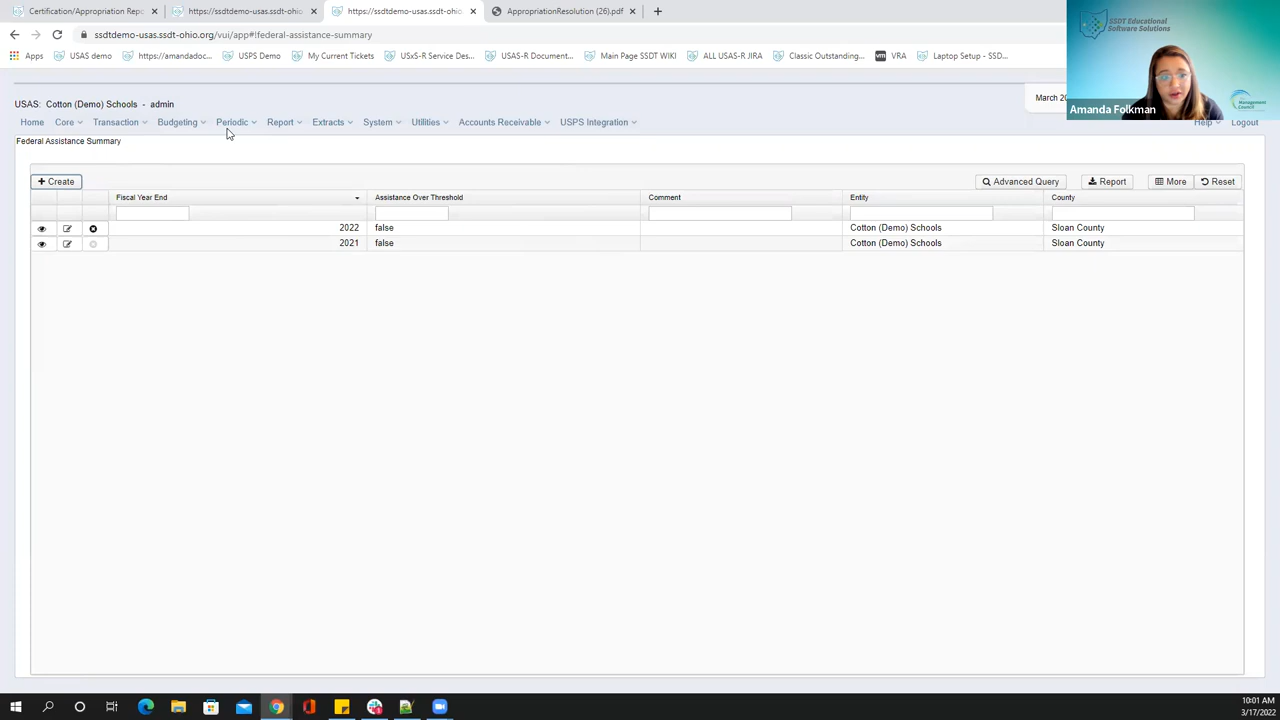 Certification/Appropriation Repo
https://ssdtdemo-usas.ssdt-ohio
https://ssdtdemo-usas.ssdt-ohio.
AppropriationResolution (26).pdf
ssdtdemo-usas.ssdt-ohio.org/vui/app#!federal-assistance-summary
Apps
USAS demo
https://amandadoc...
USPS Demo
My Current Tickets
USxS-R Service Des...
USAS-R Document...
Main Page SSDT WIKI
ALL USAS-R JIRA
Classic Outstanding...
vm VRA
Laptop Setup - SSD...
SSDT Educational
Software Solutions
Management
Council
Amanda Folkman
USAS: Cotton (Demo) Schools - admin
March 20
Home Core Transaction Budgeting Periodic Report Extracts System Utilities Accounts Receivable USPS Integration Help Logout
Federal Assistance Summary
+ Create
Advanced Query
Report
More
Reset
Fiscal Year End Assistance Over Threshold Comment Entity County
2022 false Cotton (Demo) Schools Sloan County
2021 false Cotton (Demo) Schools Sloan County
10:01 AM
3/17/2022